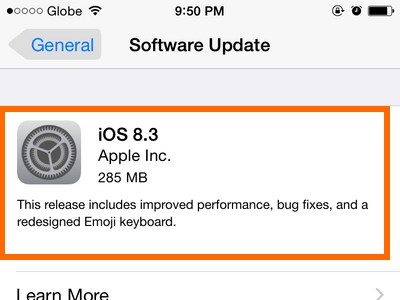 Globe 9:50 PM
General Software Update
iOS 8.3
Apple Inc.
285 MB
This release includes improved performance, bug fixes, and a
redesigned Emoji keyboard.
Learn More